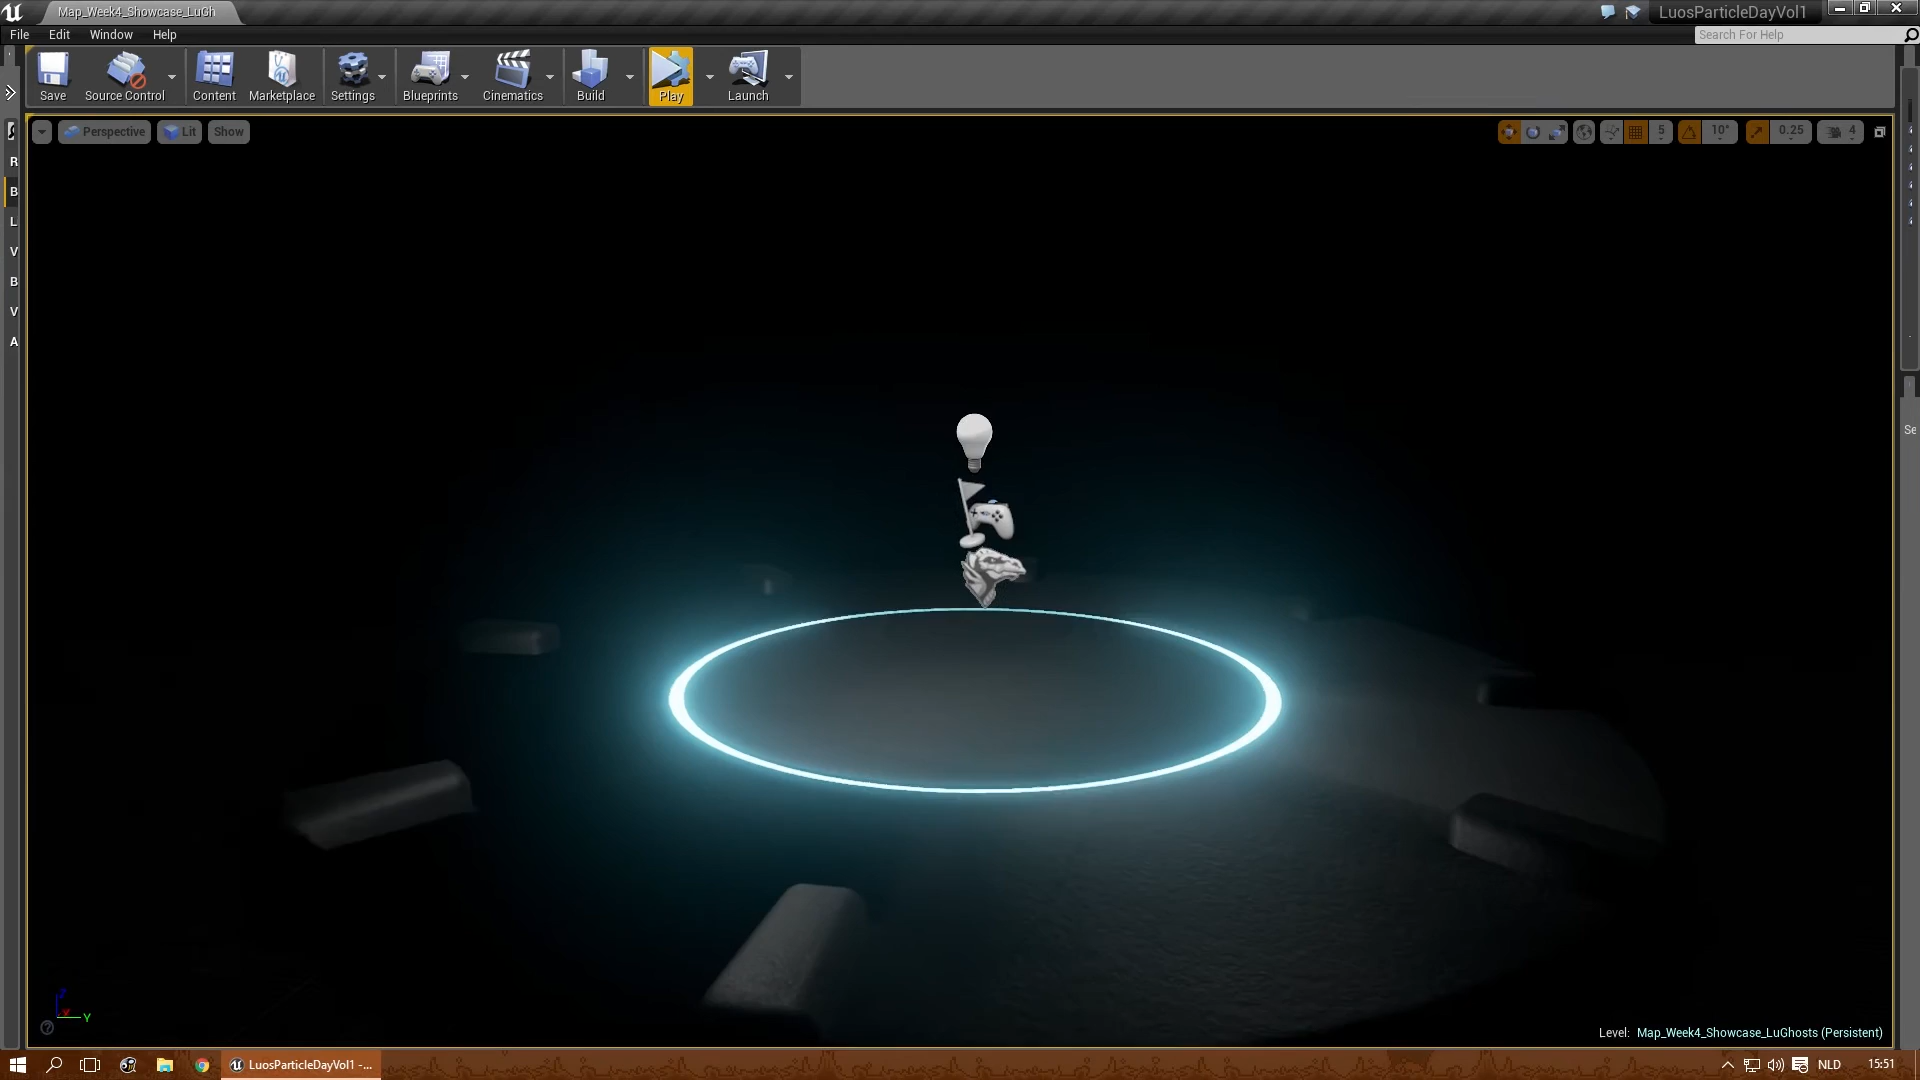 Map_Week4_Showcase_LuGh
LuosParticleDayVol1
File Edit Window Help
Search For Help
Save Source Control Content Marketplace Settings Blueprints Cinematics Build Play Launch
Perspective Lit Show
5 10° 0.25 4
R
B
L
V
B
V
A
Se
Z
Y
Level: Map_Week4_Showcase_LuGhosts (Persistent)
LuosParticleDayVol1 -...
NLD 15:51